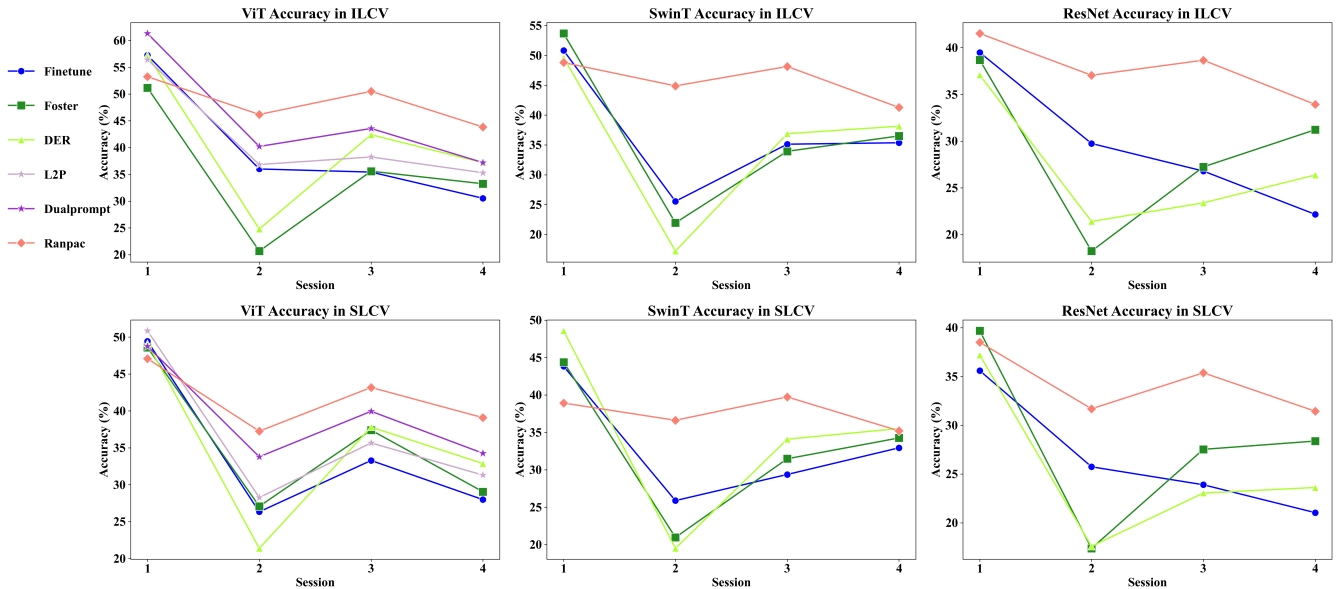 Finetune
Foster
DER
L2P
Dualprompt
Ranpac
ViT Accuracy in ILCV
Accuracy (%)
60
55
50
45
40
35
30
25
20
1 2 3 4
Session
SwinT Accuracy in ILCV
Accuracy (%)
55
50
45
40
35
30
25
20
1 2 3 4
Session
ResNet Accuracy in ILCV
Accuracy (%)
40
35
30
25
20
1 2 3 4
Session
ViT Accuracy in SLCV
Accuracy (%)
50
45
40
35
30
25
20
1 2 3 4
Session
SwinT Accuracy in SLCV
Accuracy (%)
50
45
40
35
30
25
20
1 2 3 4
Session
ResNet Accuracy in SLCV
Accuracy (%)
40
35
30
25
20
1 2 3 4
Session